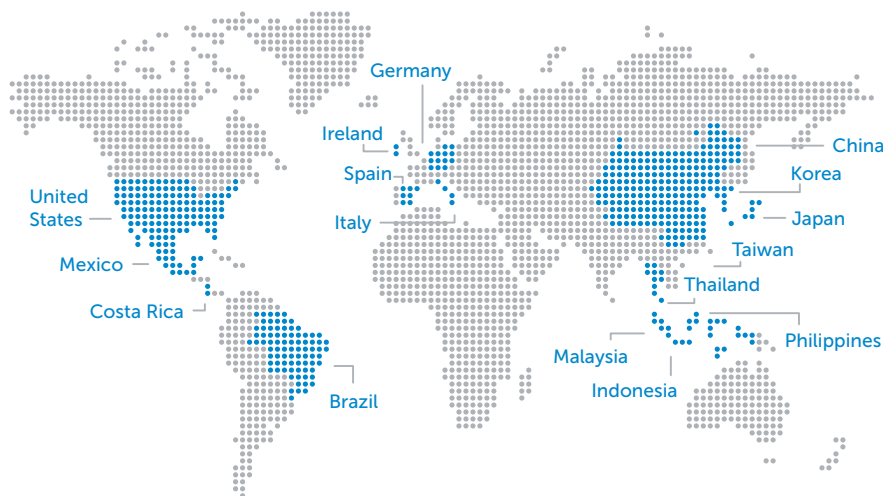 Germany
Ireland
China
Spain
Korea
United
States
Italy
Japan
Taiwan
Mexico
Thailand
Costa Rica
Philippines
Malaysia
Indonesia
Brazil